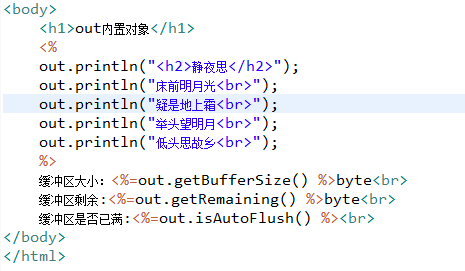 <body>
<h1>out内置对象</h1>
<%
out.println("<h2>静夜思</h2>");
out.println("床前明月光<br>");
out.println("疑是地上霜<br>");
out.println("举头望明月<br>");
out.println("低头思故乡<br>");
%>
缓冲区大小：<%=out.getBufferSize() %>byte<br>
缓冲区剩余:<%=out.getRemaining() %>byte<br>
缓冲区是否已满:<%=out.isAutoFlush() %><br>
</body>
</html>